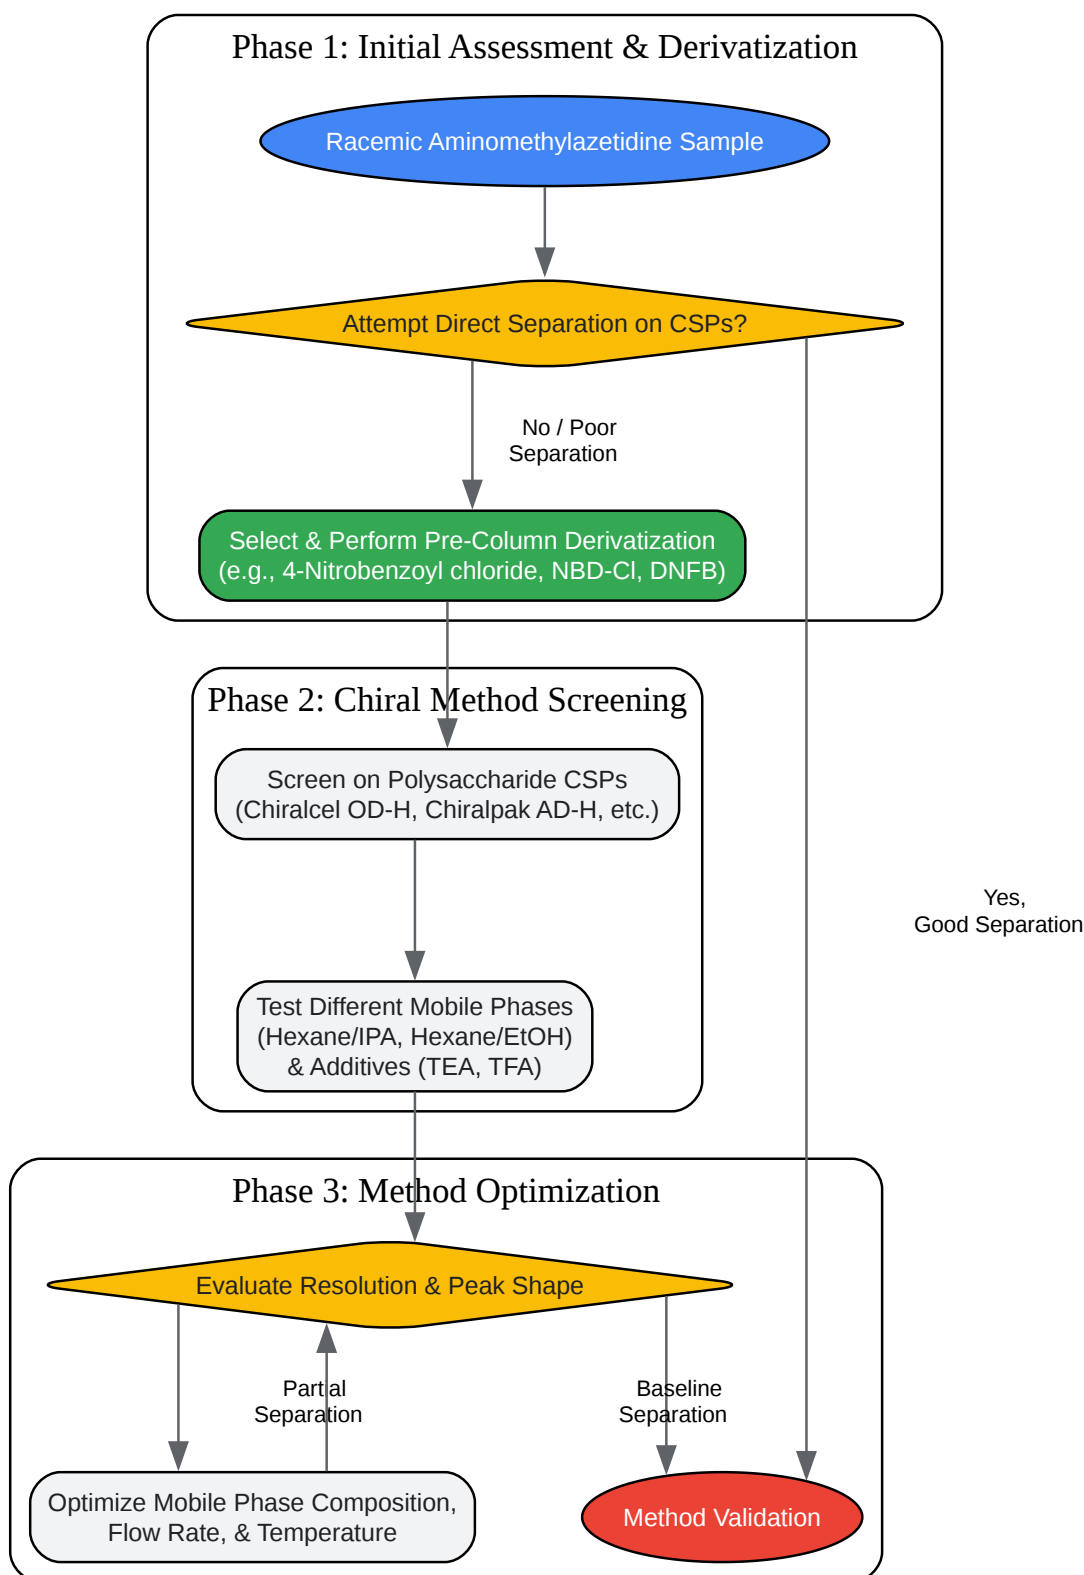 Phase 1: Initial Assessment & Derivatization
Racemic Aminomethylazetidine Sample
Attempt Direct Separation on CSPs?
No / Poor
Separation
Select & Perform Pre-Column Derivatization
(e.g., 4-Nitrobenzoyl chloride, NBD-Cl, DNFB)
Phase 2: Chiral Method Screening
Screen on Polysaccharide CSPs
(Chiralcel OD-H, Chiralpak AD-H, etc.)
Yes,
Good Separation
Test Different Mobile Phases
(Hexane/IPA, Hexane/EtOH)
& Additives (TEA, TFA)
Phase 3: Method Optimization
Evaluate Resolution & Peak Shape
Partial
Separation
Baseline
Separation
Optimize Mobile Phase Composition,
Flow Rate, & Temperature
Method Validation